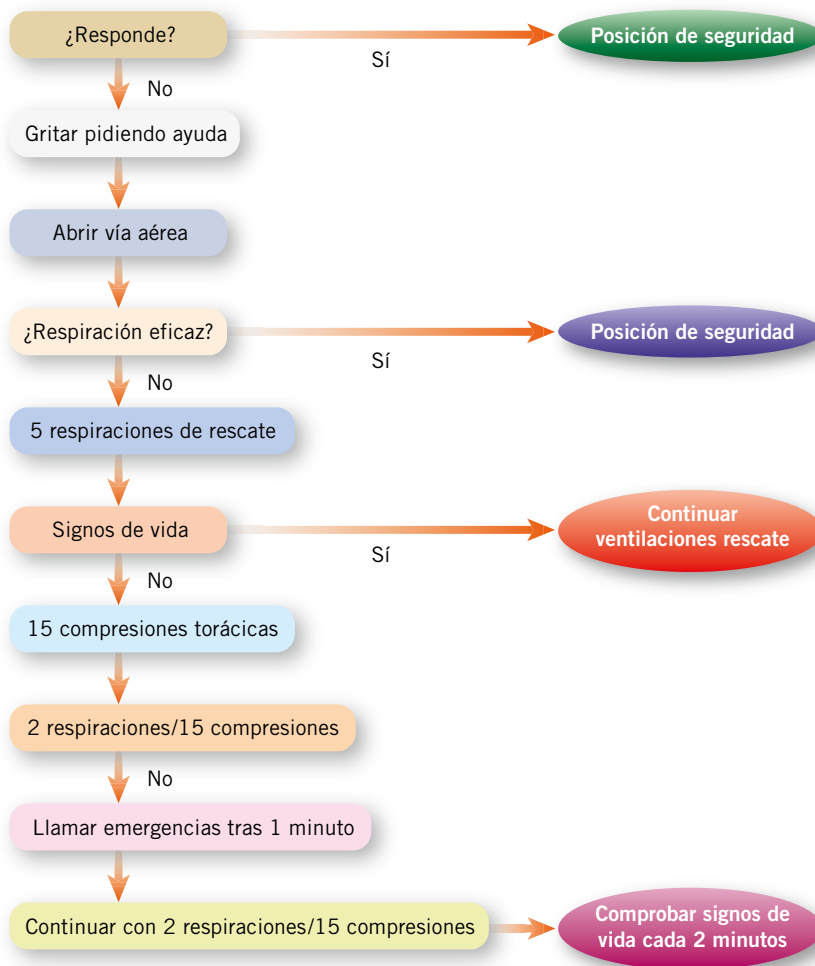 ¿Responde?
Sí
Posición de seguridad
No
Gritar pidiendo ayuda
Abrir vía aérea
¿Respiración eficaz?
Sí
Posición de seguridad
No
5 respiraciones de rescate
Signos de vida
Sí
Continuar
ventilaciones rescate
No
15 compresiones torácicas
2 respiraciones/15 compresiones
No
Llamar emergencias tras 1 minuto
Continuar con 2 respiraciones/15 compresiones
Comprobar signos de
vida cada 2 minutos